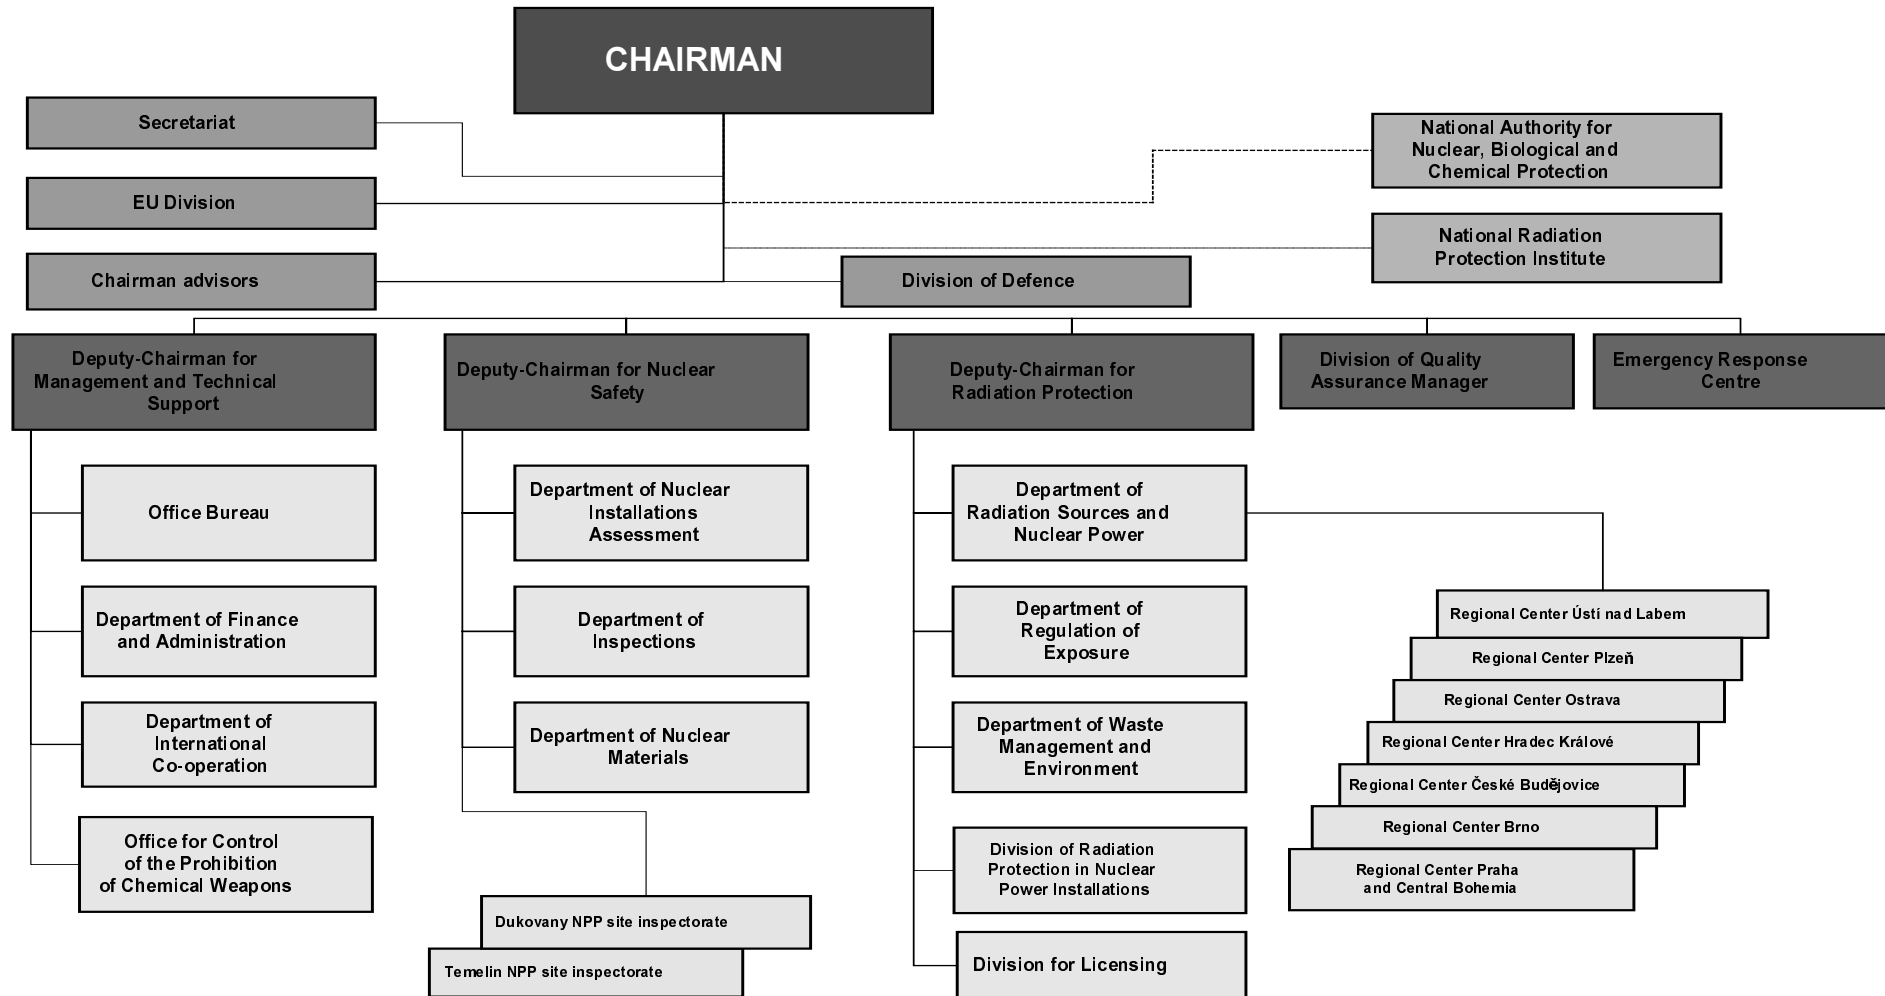 CHAIRMAN
Secretariat
EU Division
Chairman advisors
National Authority for
Nuclear, Biological and
Chemical Protection
National Radiation
Protection Institute
Division of Defence
Deputy-Chairman for
Management and Technical
Support
Deputy-Chairman for Nuclear
Safety
Deputy-Chairman for
Radiation Protection
Division of Quality
Assurance Manager
Emergency Response
Centre
Office Bureau
Department of Finance
and Administration
Department of
International
Co-operation
Office for Control
of the Prohibition
of Chemical Weapons
Department of Nuclear
Installations
Assessment
Department of
Inspections
Department of Nuclear
Materials
Dukovany NPP site inspectorate
Temelin NPP site inspectorate
Department of
Radiation Sources and
Nuclear Power
Department of
Regulation of
Exposure
Department of Waste
Management and
Environment
Division of Radiation
Protection in Nuclear
Power Installations
Division for Licensing
Regional Center Ústí nad Labem
Regional Center Plzeň
Regional Center Ostrava
Regional Center Hradec Králové
Regional Center České Budějovice
Regional Center Brno
Regional Center Praha
and Central Bohemia